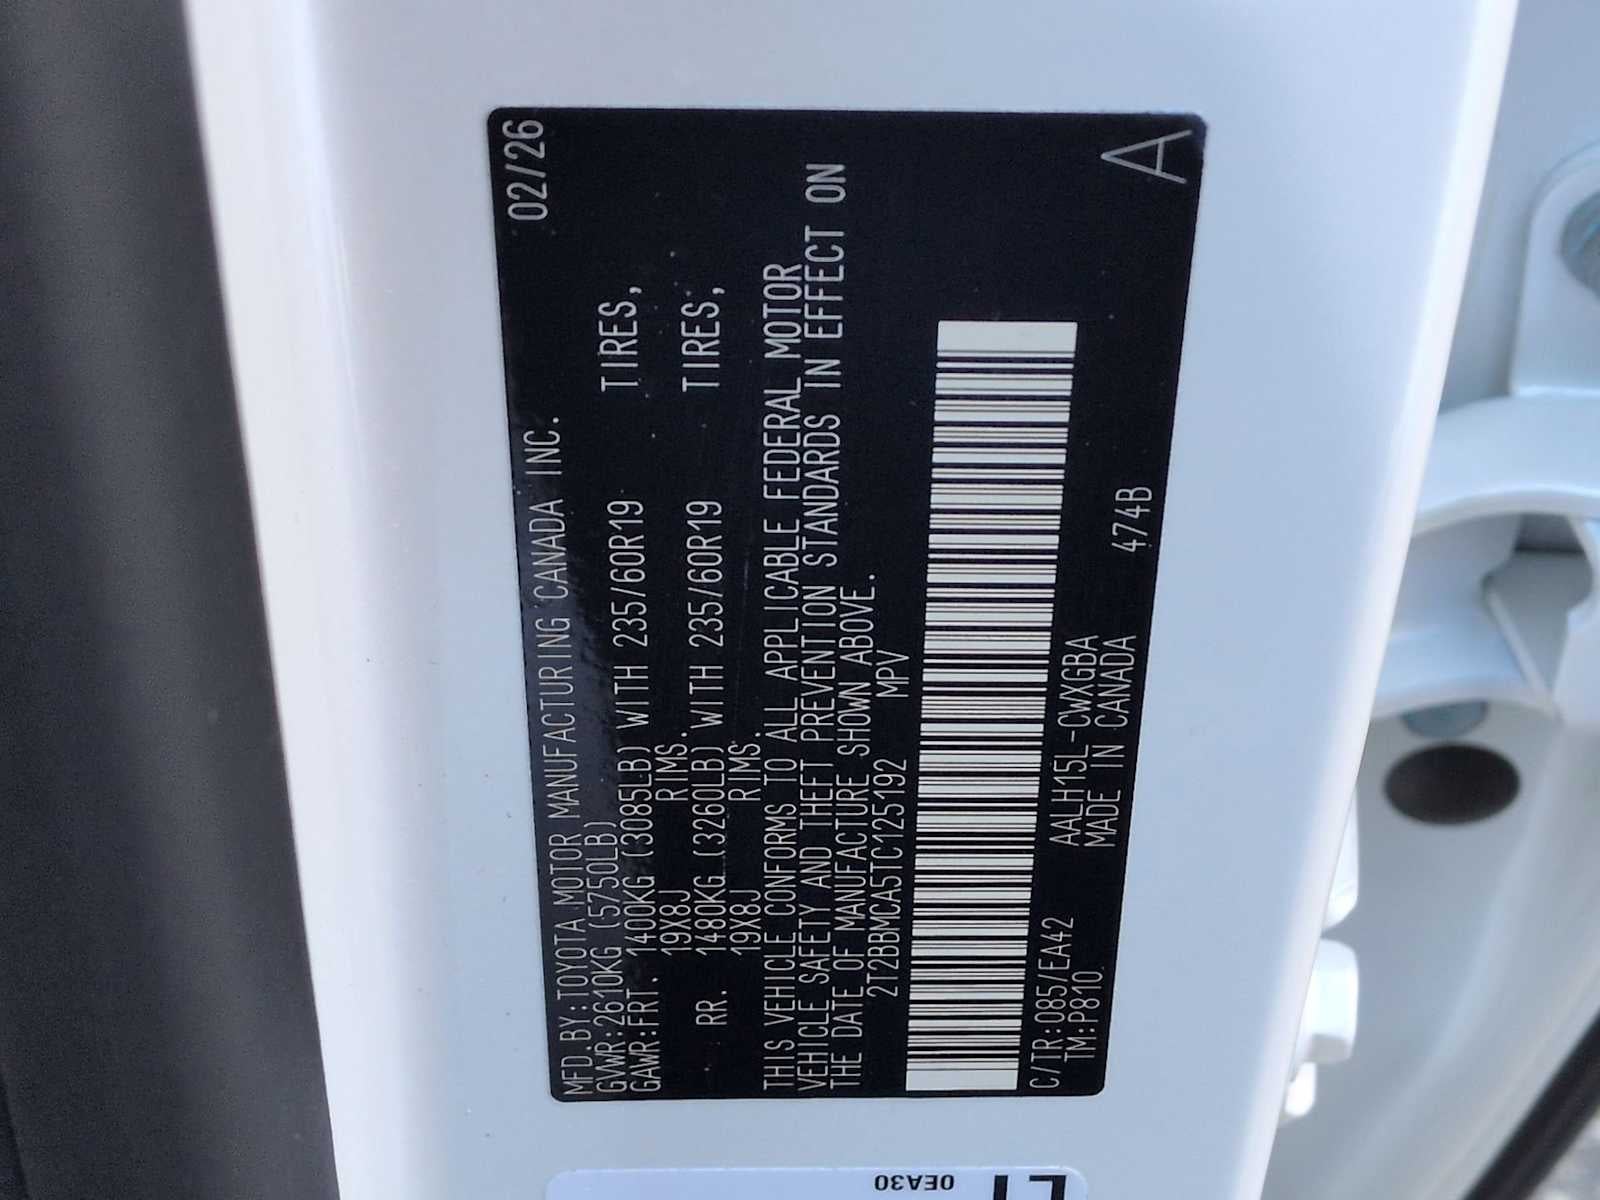 MFD.BY:TOYOTA MOTOR MANUFACTURING CANADA INC. 02/26
GVWR:2610KG (5750LB)
GAWR:FRT. 1400KG(3085LB)WITH 235/60R19 TIRES,
19X8J RIMS.
RR. 1480KG (3260LB)WITH 235/60R19 TIRES,
19X8J RIMS.
THIS VEHICLE CONFORMS TO ALL APPLICABLE FEDERAL MOTOR
VEHICLE SAFETY AND THEFT PREVENTION STANDARDS IN EFFECT ON
THE DATE OF MANUFACTURE SHOWN ABOVE.
2T2BBMCA5TC125192 MPV
C/TR:085/EA42 AALH15L-CWXGBA 474B
TM:P810 MADE IN CANADA A
0EA30